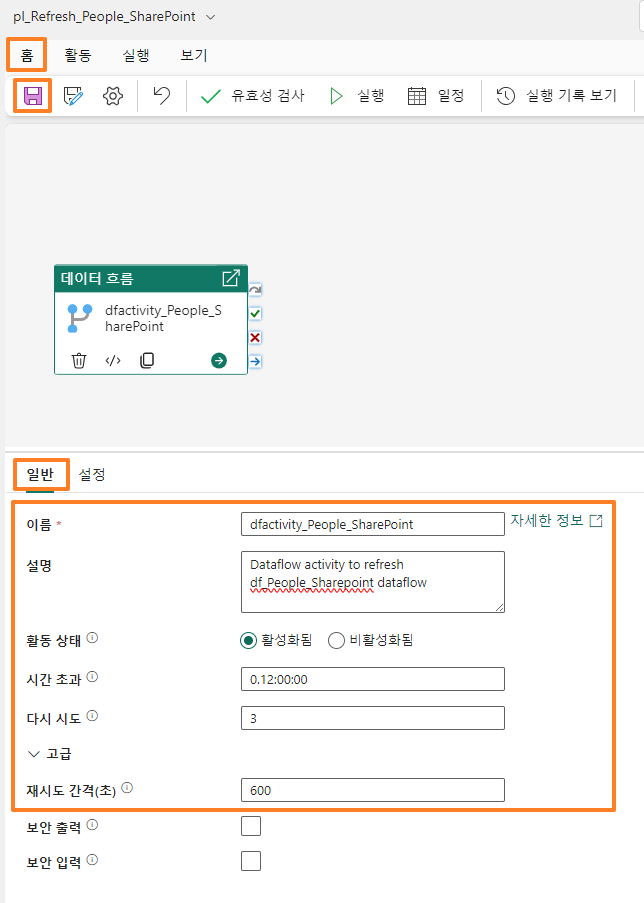 pl_Refresh_People_SharePoint
홈 활동 실행 보기
유효성 검사 실행 일정 실행 기록 보기
데이터 흐름
dfactivity_People_S
harePoint
일반 설정
이름 * dfactivity_People_SharePoint 자세한 정보
설명 Dataflow activity to refresh
df_People_Sharepoint dataflow
활동 상태 활성화됨 비활성화됨
시간 초과 0.12:00:00
다시 시도 3
고급
재시도 간격(초) 600
보안 출력
보안 입력